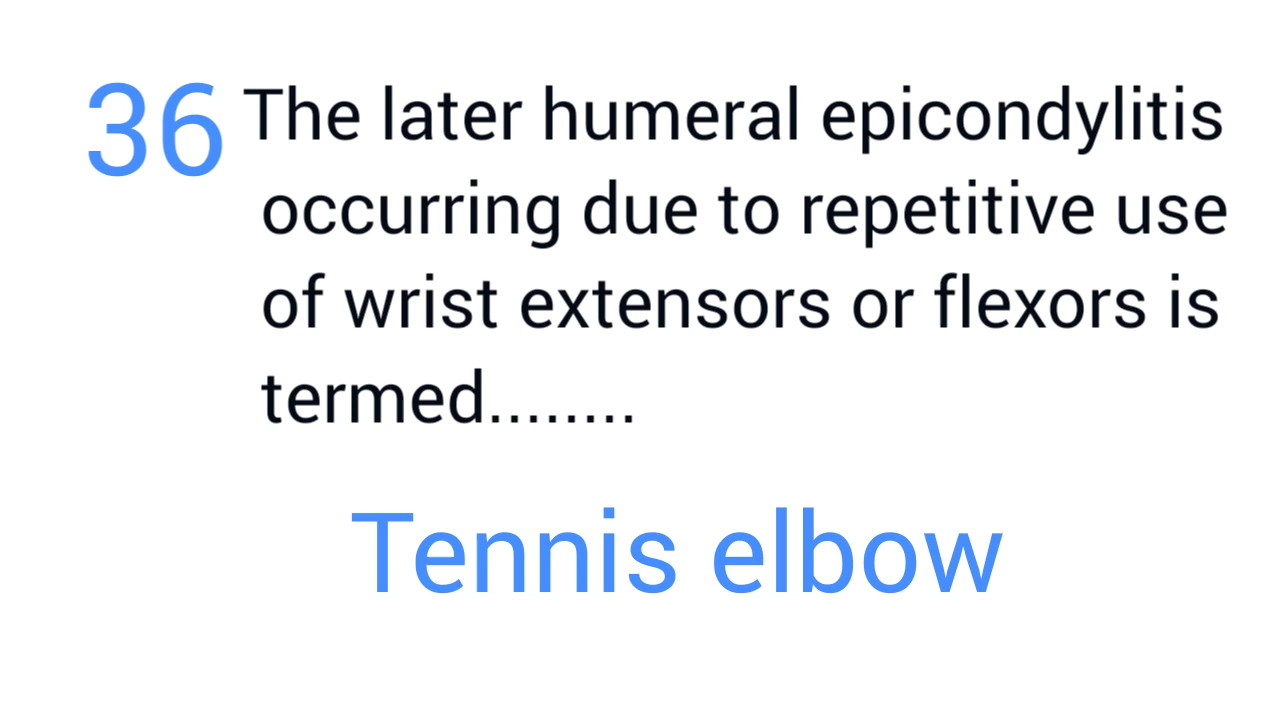 36 The later humeral epicondylitis
occurring due to repetitive use
of wrist extensors or flexors is
termed........
Tennis elbow